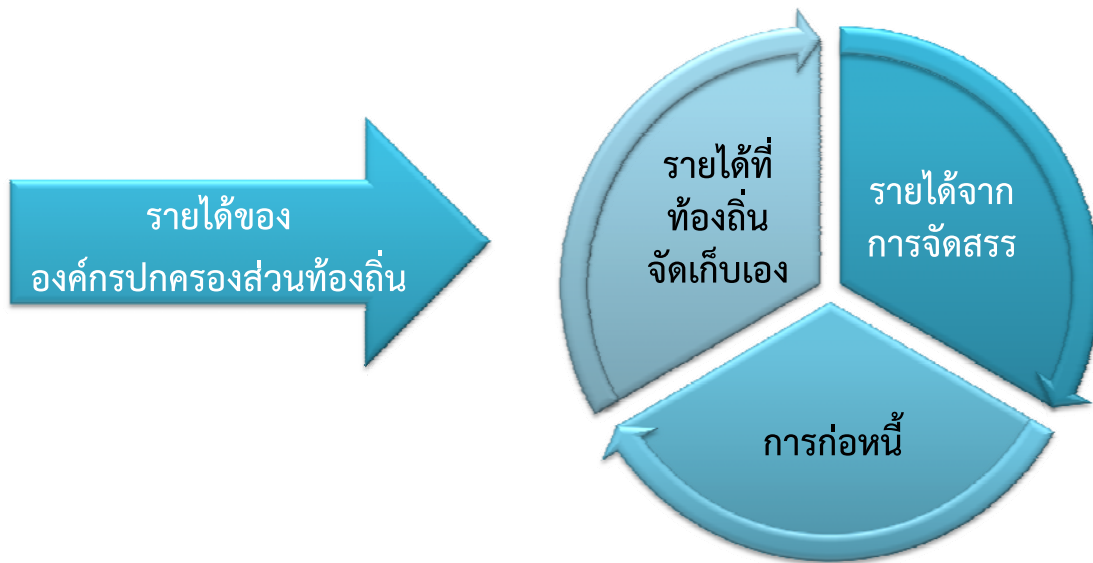 รายได้ของ
องค์กรปกครองส่วนท้องถิ่น
รายได้ที่
ท้องถิ่น
จัดเก็บเอง
รายได้จาก
การจัดสรร
การก่อหนี้